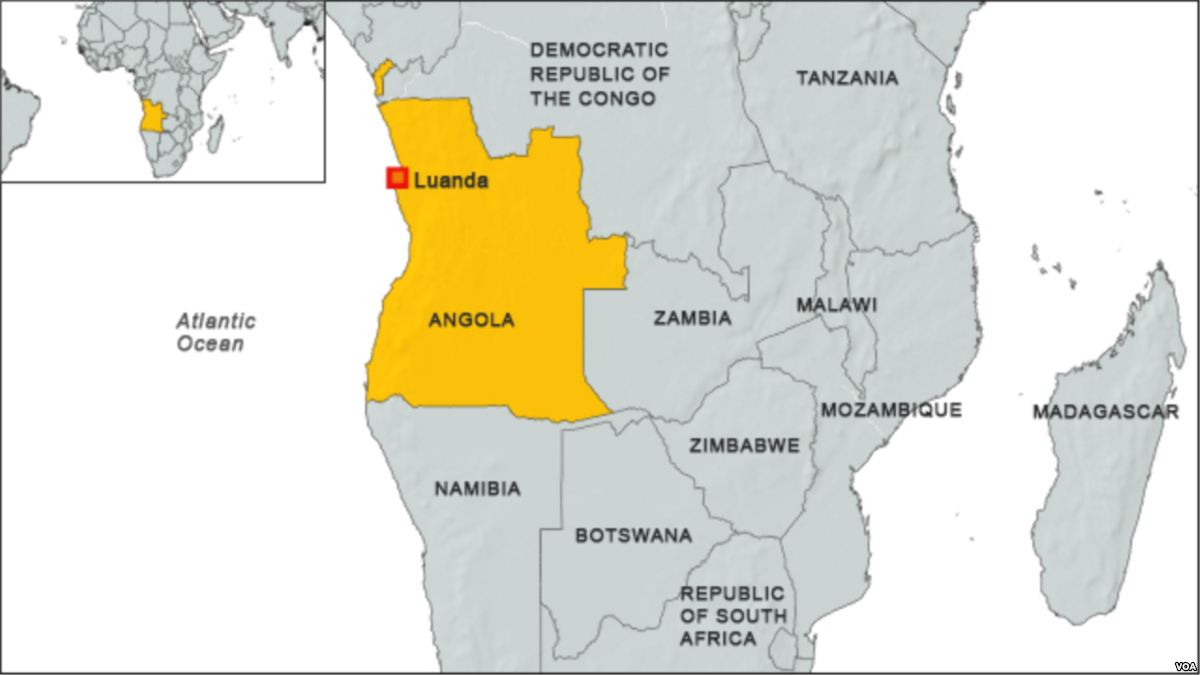 DEMOCRATIC
REPUBLIC OF
THE CONGO
TANZANIA
Luanda
Atlantic
Ocean
ANGOLA
ZAMBIA
MALAWI
MOZAMBIQUE
MADAGASCAR
ZIMBABWE
NAMIBIA
BOTSWANA
REPUBLIC
OF SOUTH
AFRICA
VOA